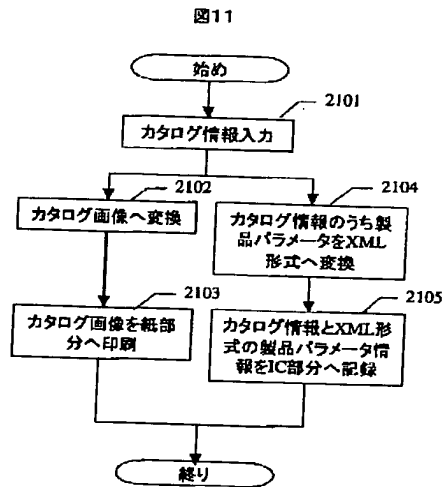 図11
始め
2101
カタログ情報入力
2102
カタログ画像へ変換
2104
カタログ情報のうち製
品パラメータをXML
形式へ変換
2103
カタログ画像を紙部
分へ印刷
2105
カタログ情報とXML形
式の製品パラメータ情
報をIC部分へ記録
終り